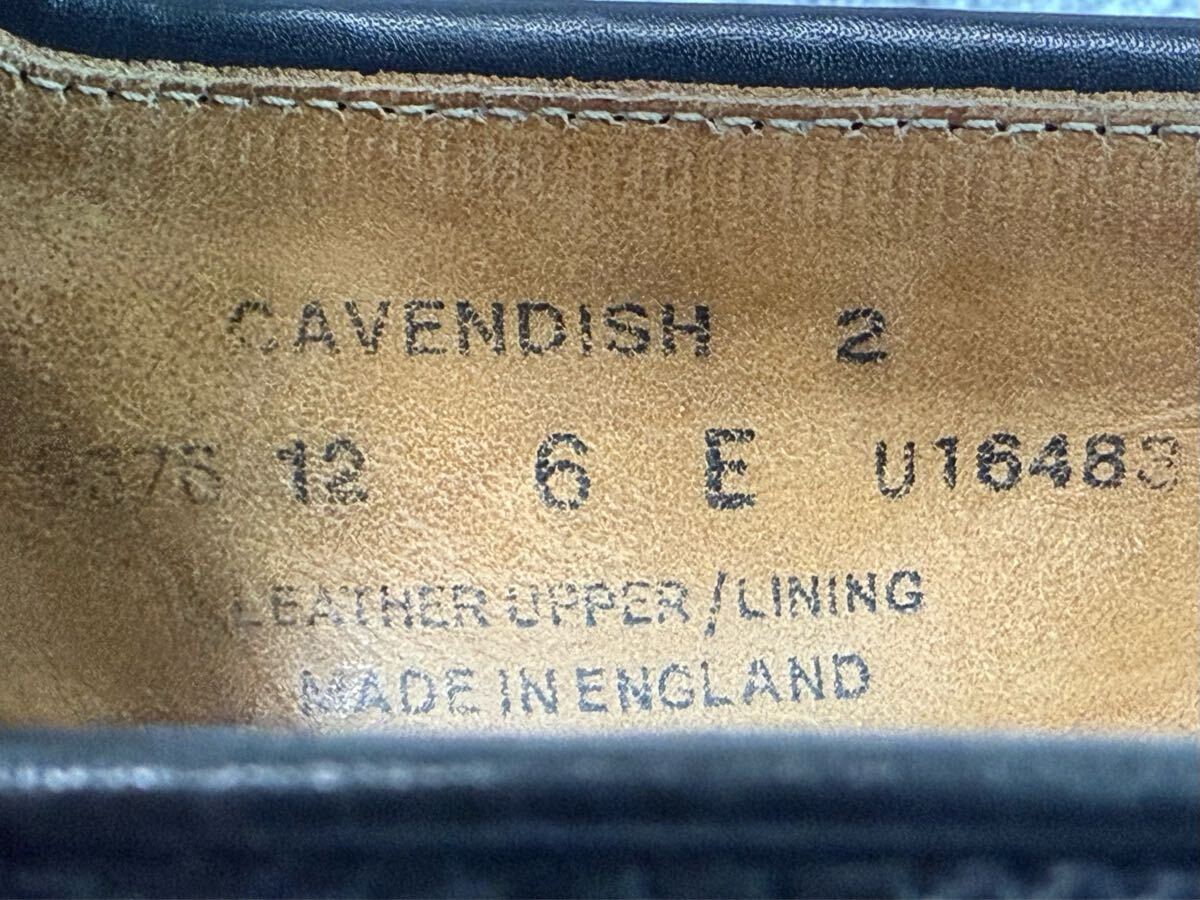 CAVENDISH 2
12 6 E U16483
LEATHER UPPER/LINING
MADE IN ENGLAND